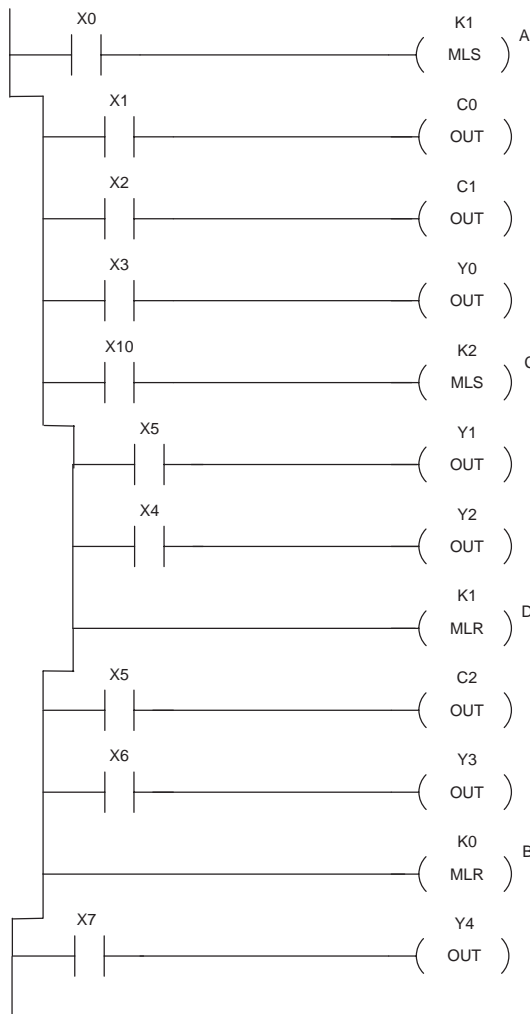 X0 K1
MLS A
X1 C0
OUT
X2 C1
OUT
X3 Y0
OUT
X10 K2
MLS C
X5 Y1
OUT
X4 Y2
OUT
K1
MLR D
X5 C2
OUT
X6 Y3
OUT
K0
MLR B
X7 Y4
OUT